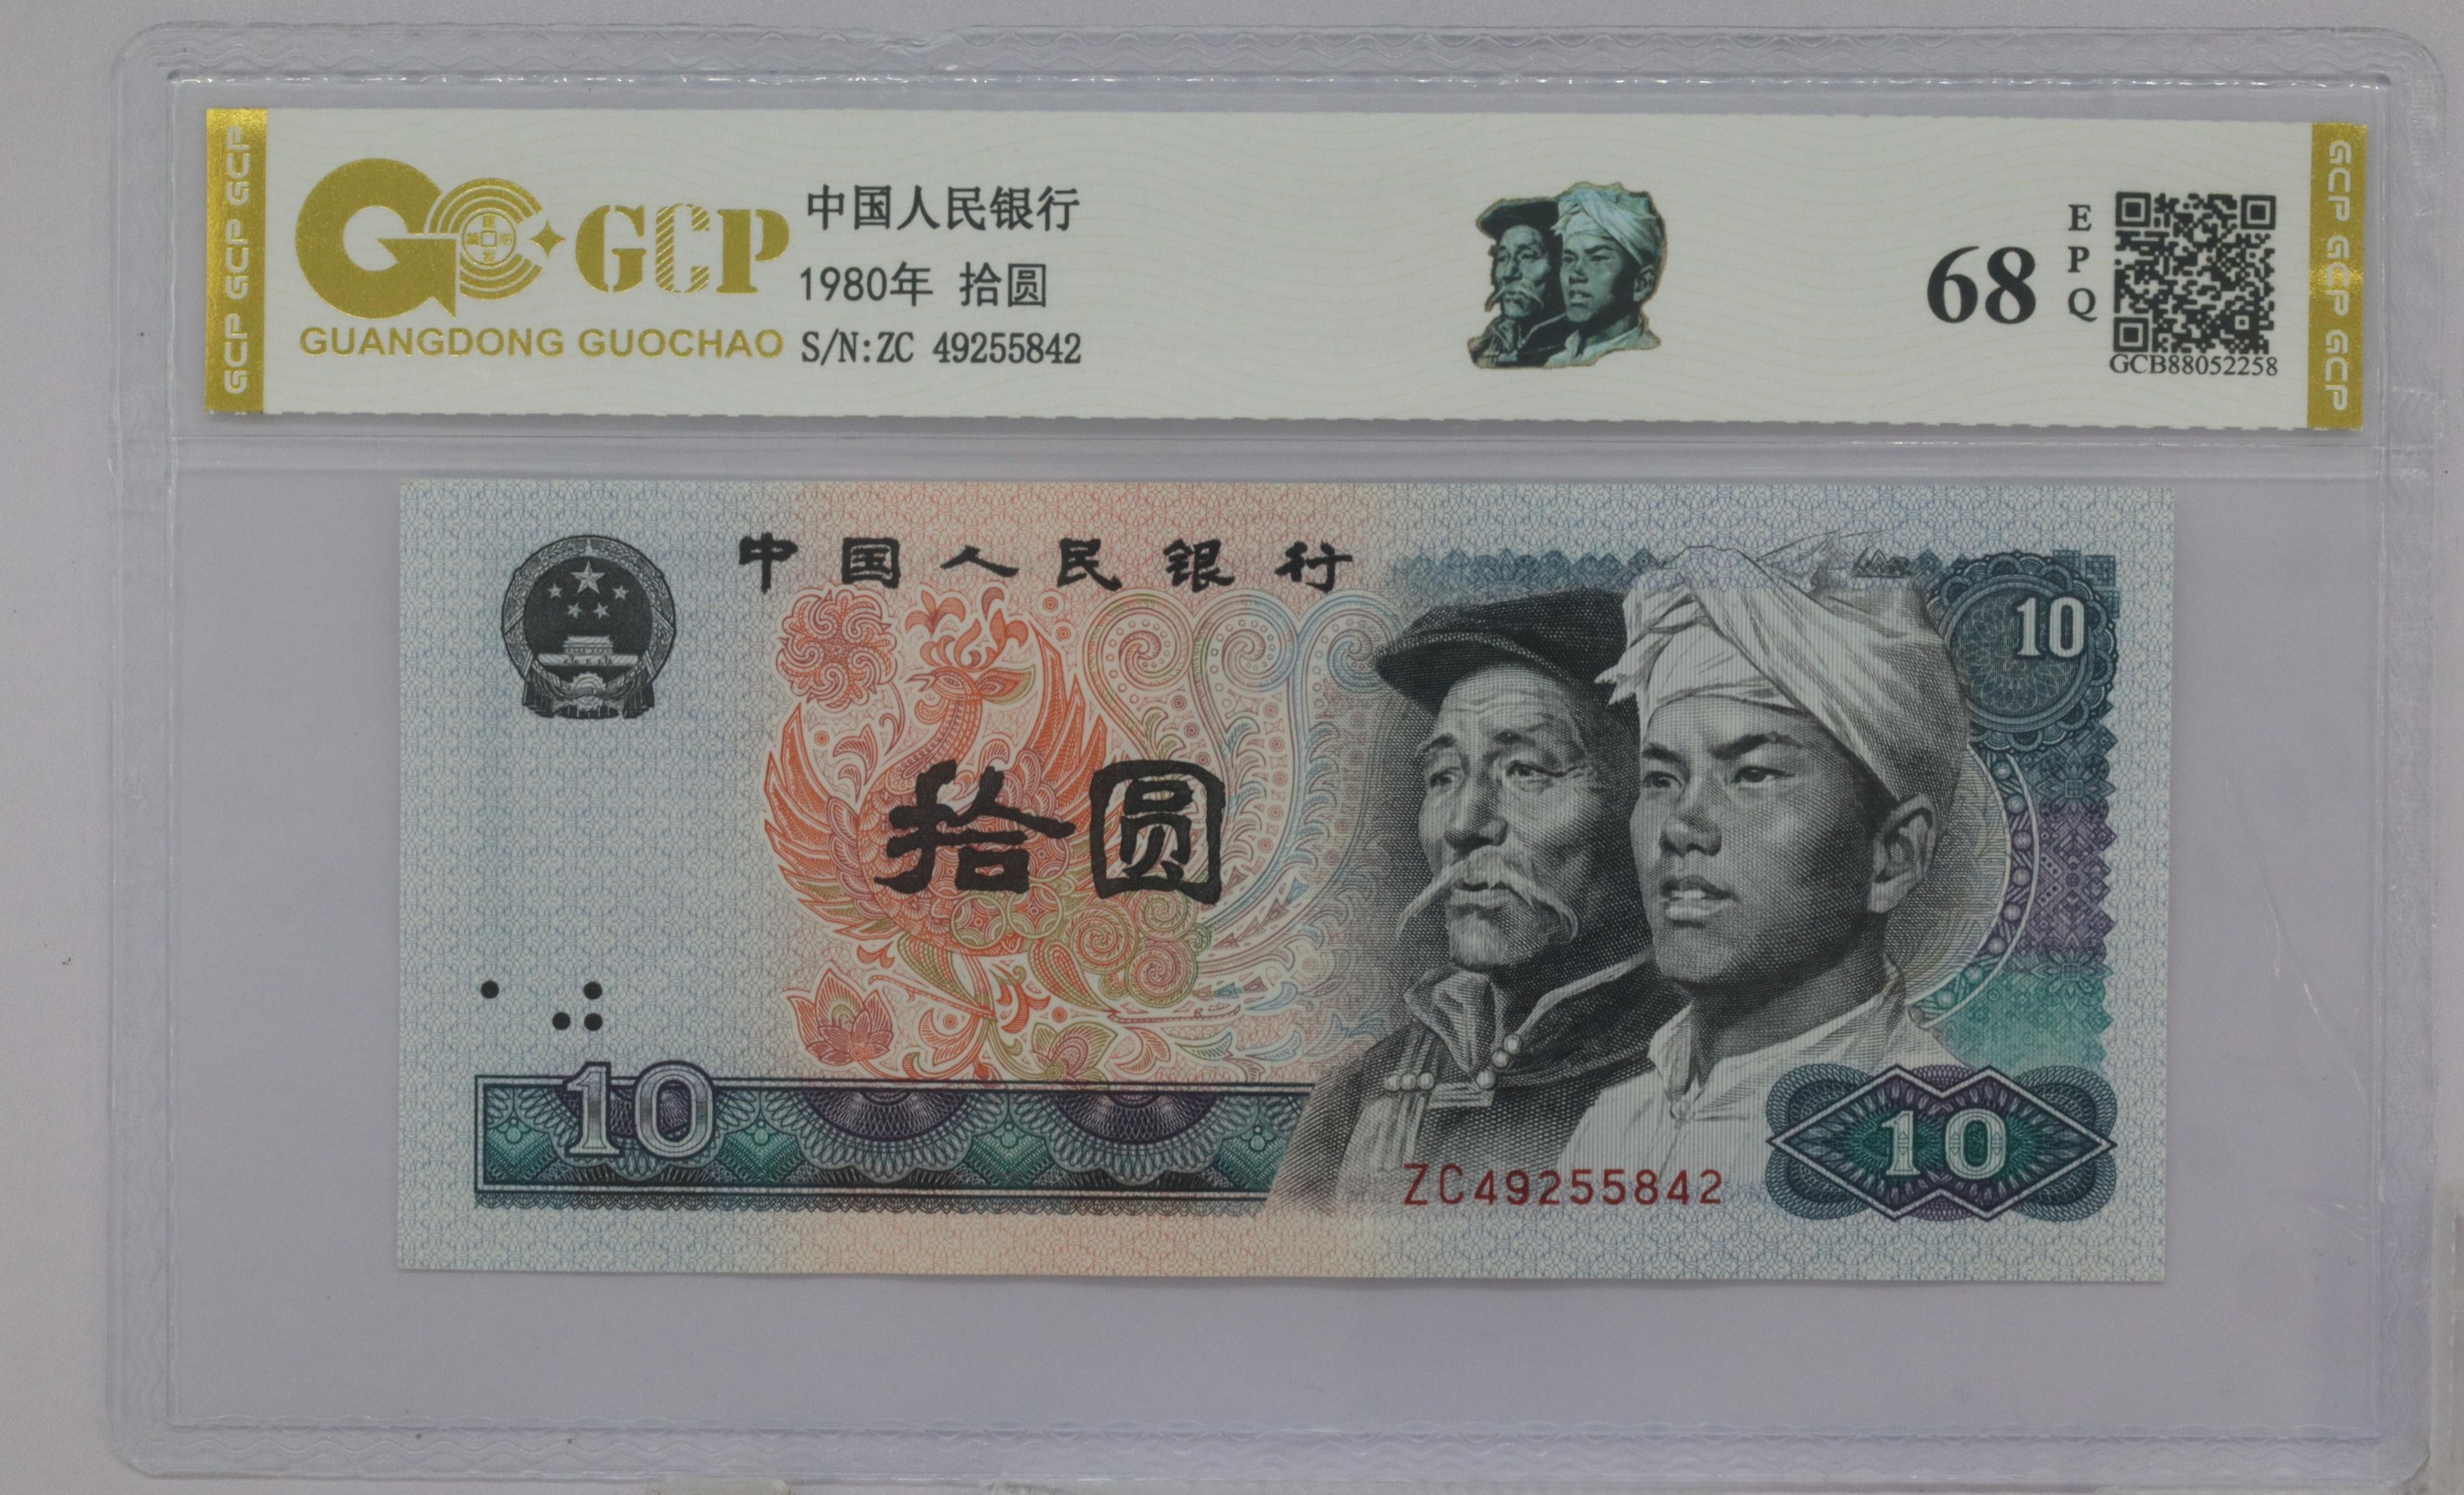 GCP GCP GCP
GCP
GUANGDONG GUOCHAO
中国人民银行
1980年 拾圆
S/N:ZC 49255842
68
EPQ
GCB88052258
GCP GCP GCP
中国人民银行
10
拾圆
10
ZC49255842
10